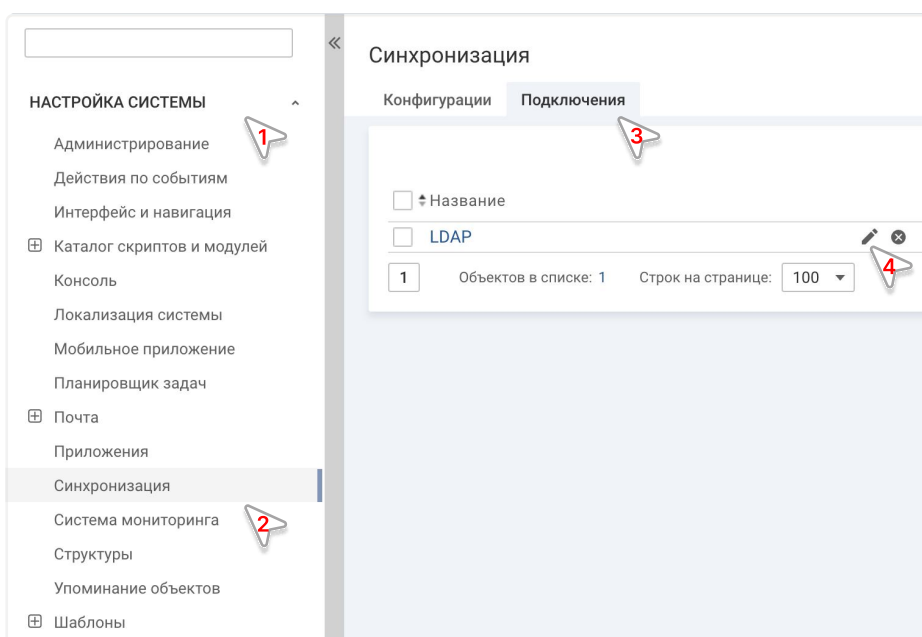 НАСТРОЙКА СИСТЕМЫ
1
Администрирование
Действия по событиям
Интерфейс и навигация
Каталог скриптов и модулей
Консоль
Локализация системы
Мобильное приложение
Планировщик задач
Почта
Приложения
Синхронизация
2
Система мониторинга
Структуры
Упоминание объектов
Шаблоны
Синхронизация
Конфигурации Подключения
3
Название
LDAP
4
1 Объектов в списке: 1 Строк на странице: 100